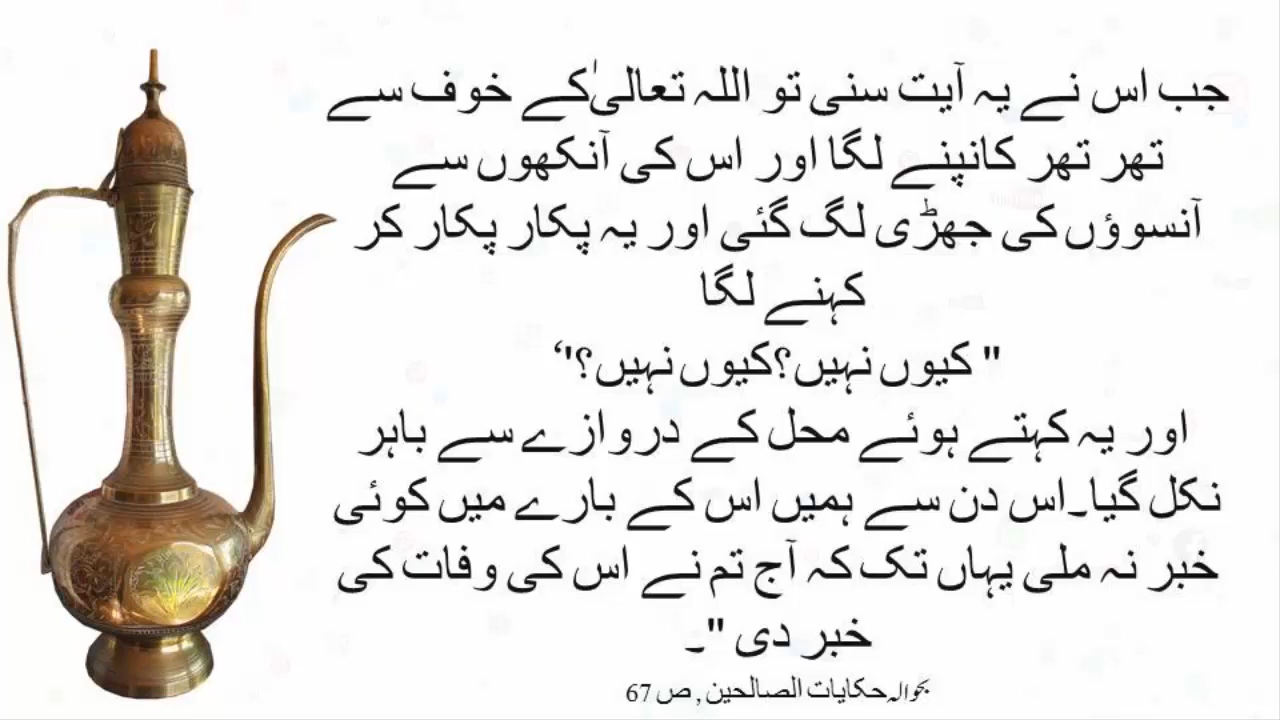 جب اس نے یہ آیت سنی تو اللہ تعالیٰ کے خوف سے
تھر تھر کانپنے لگا اور اس کی آنکھوں سے
آنسوؤں کی جھڑی لگ گئی اور یہ پکار پکار کر
کہنے لگا
" کیوں نہیں؟کیوں نہیں؟"‘
اور یہ کہتے ہوئے محل کے دروازے سے باہر
نکل گیا۔اس دن سے ہمیں اس کے بارے میں کوئی
خبر نہ ملی یہاں تک کہ آج تم نے اس کی وفات کی
خبر دی "۔
بحوالہ حکایات الصالحین , ص 67